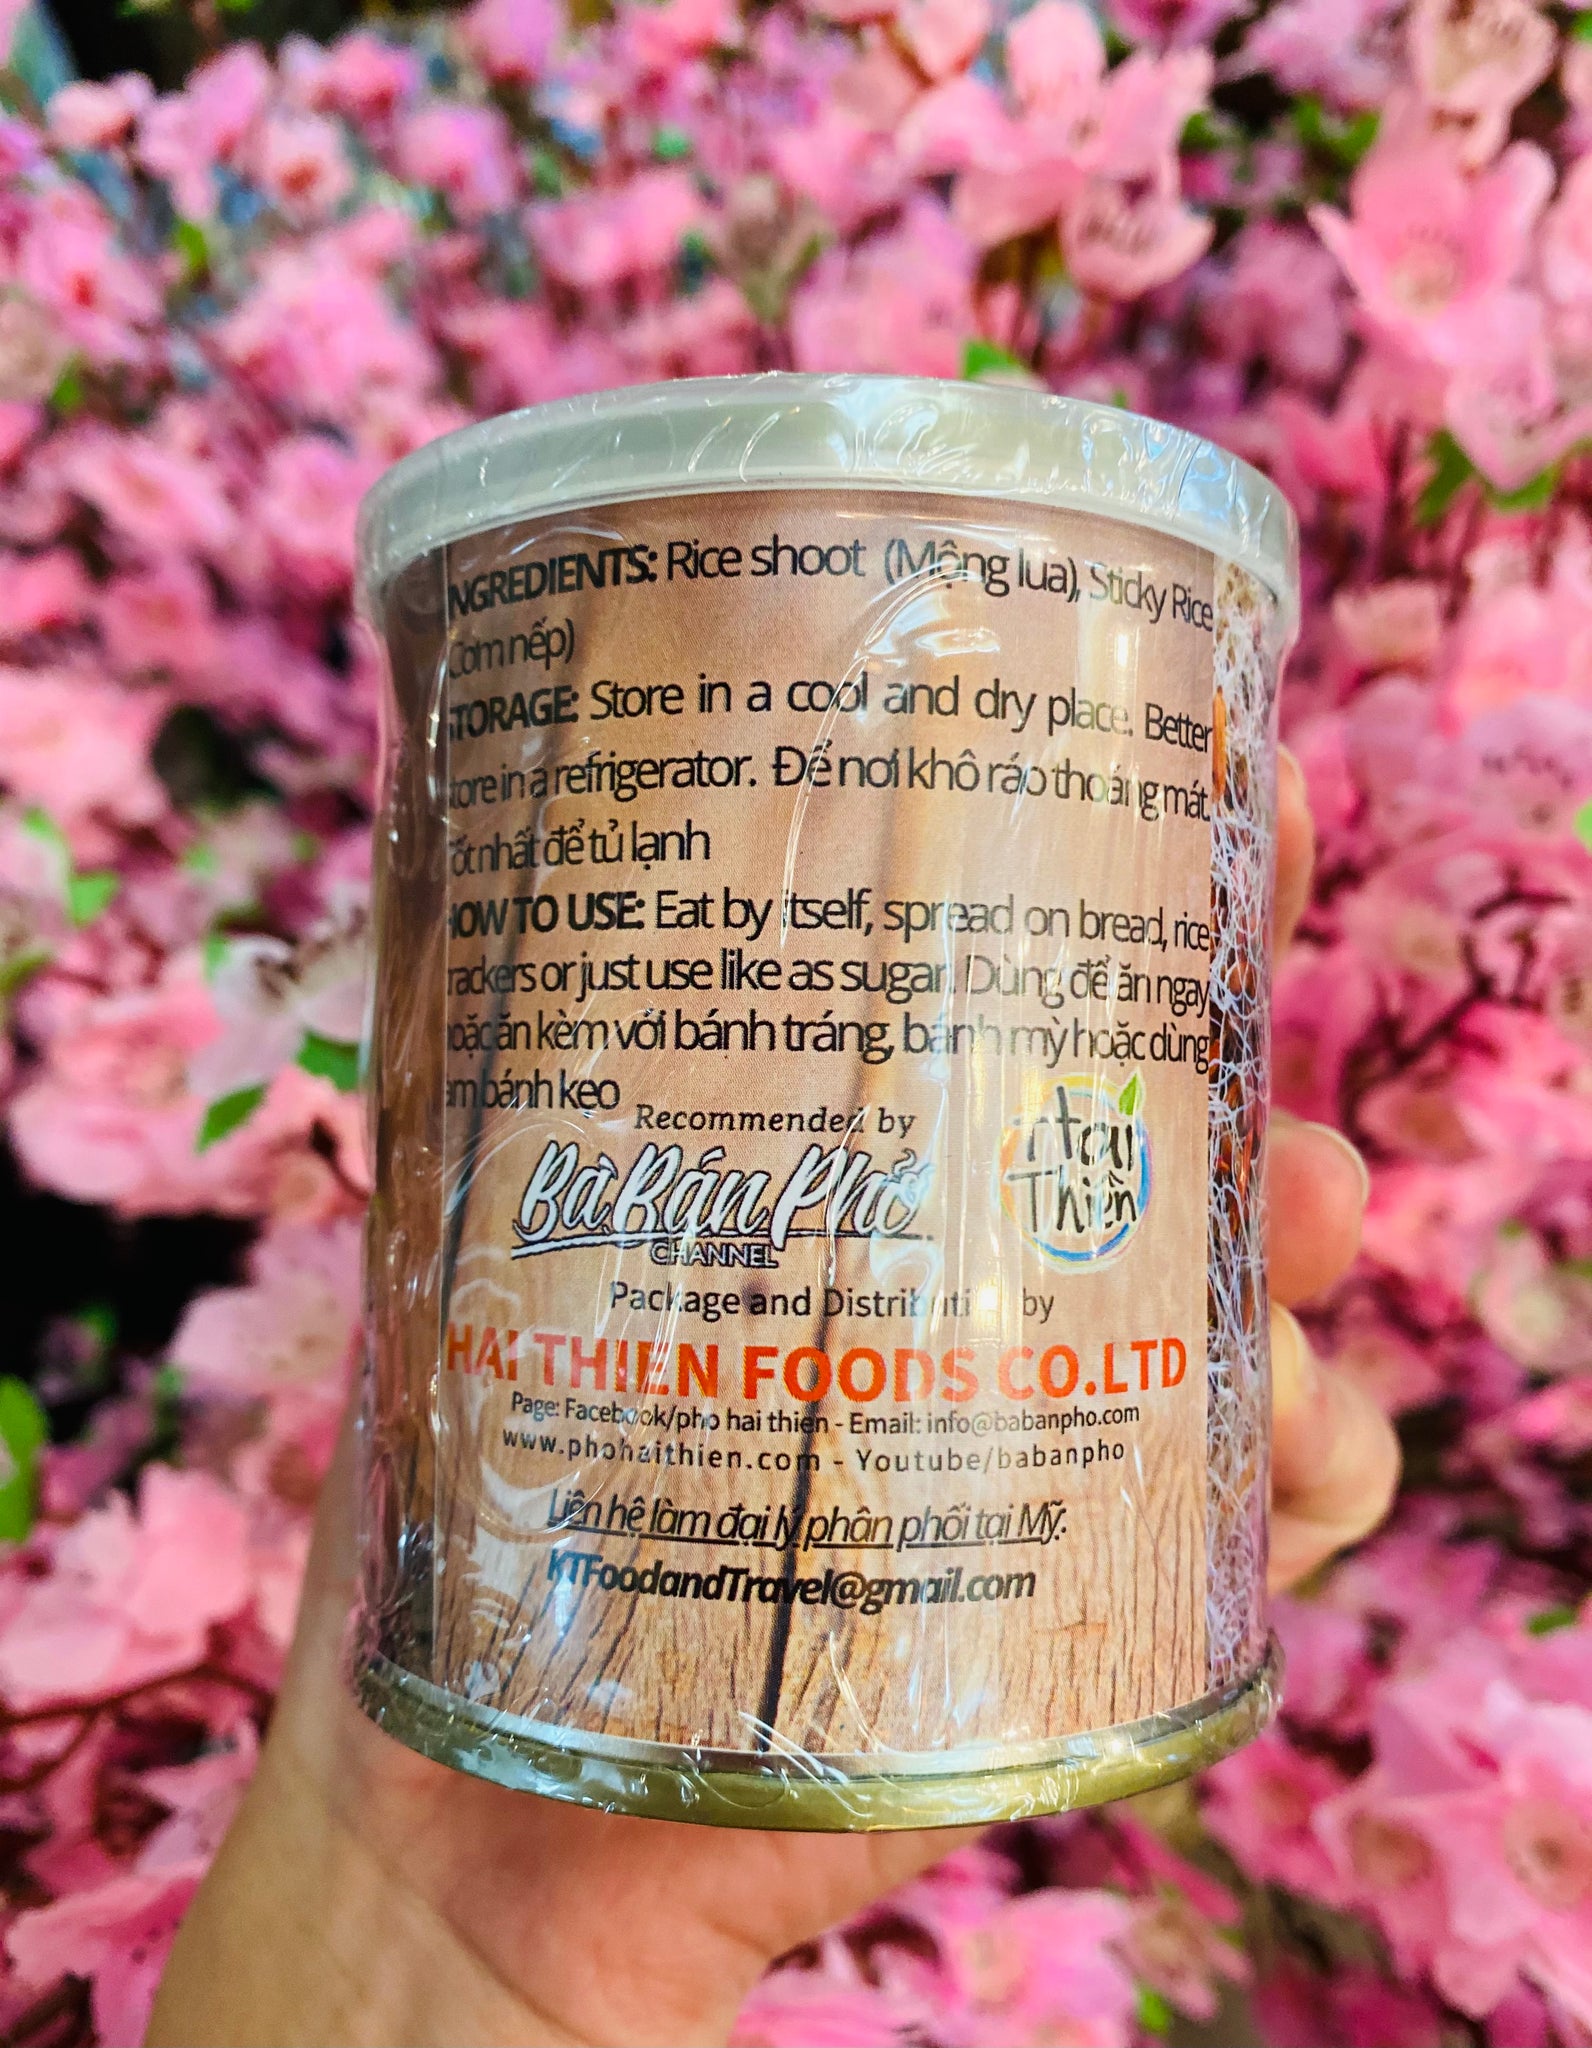 INGREDIENTS: Rice shoot (Mộng lua), Sticky Rice
(Cơm nếp)
STORAGE: Store in a cool and dry place. Better
store in a refrigerator. Để nơi khô ráo thoáng mát.
Tốt nhất để tủ lạnh
HOW TO USE: Eat by itself, spread on bread, rice
crackers or just use like as sugar. Dùng để ăn ngay
hoặc ăn kèm với bánh tráng, bánh mỳ hoặc dùng
làm bánh kẹo
Recommended by
Bà Bán Phở
CHANNEL
Hai
Thiên
Package and Distribution by
HAI THIEN FOODS CO.LTD
Page: Facebook/pho hai thien - Email: info@babanpho.com
www.phohaithien.com - Youtube/babanpho
Liên hệ làm đại lý phân phối tại Mỹ:
KTFoodandTravel@gmail.com